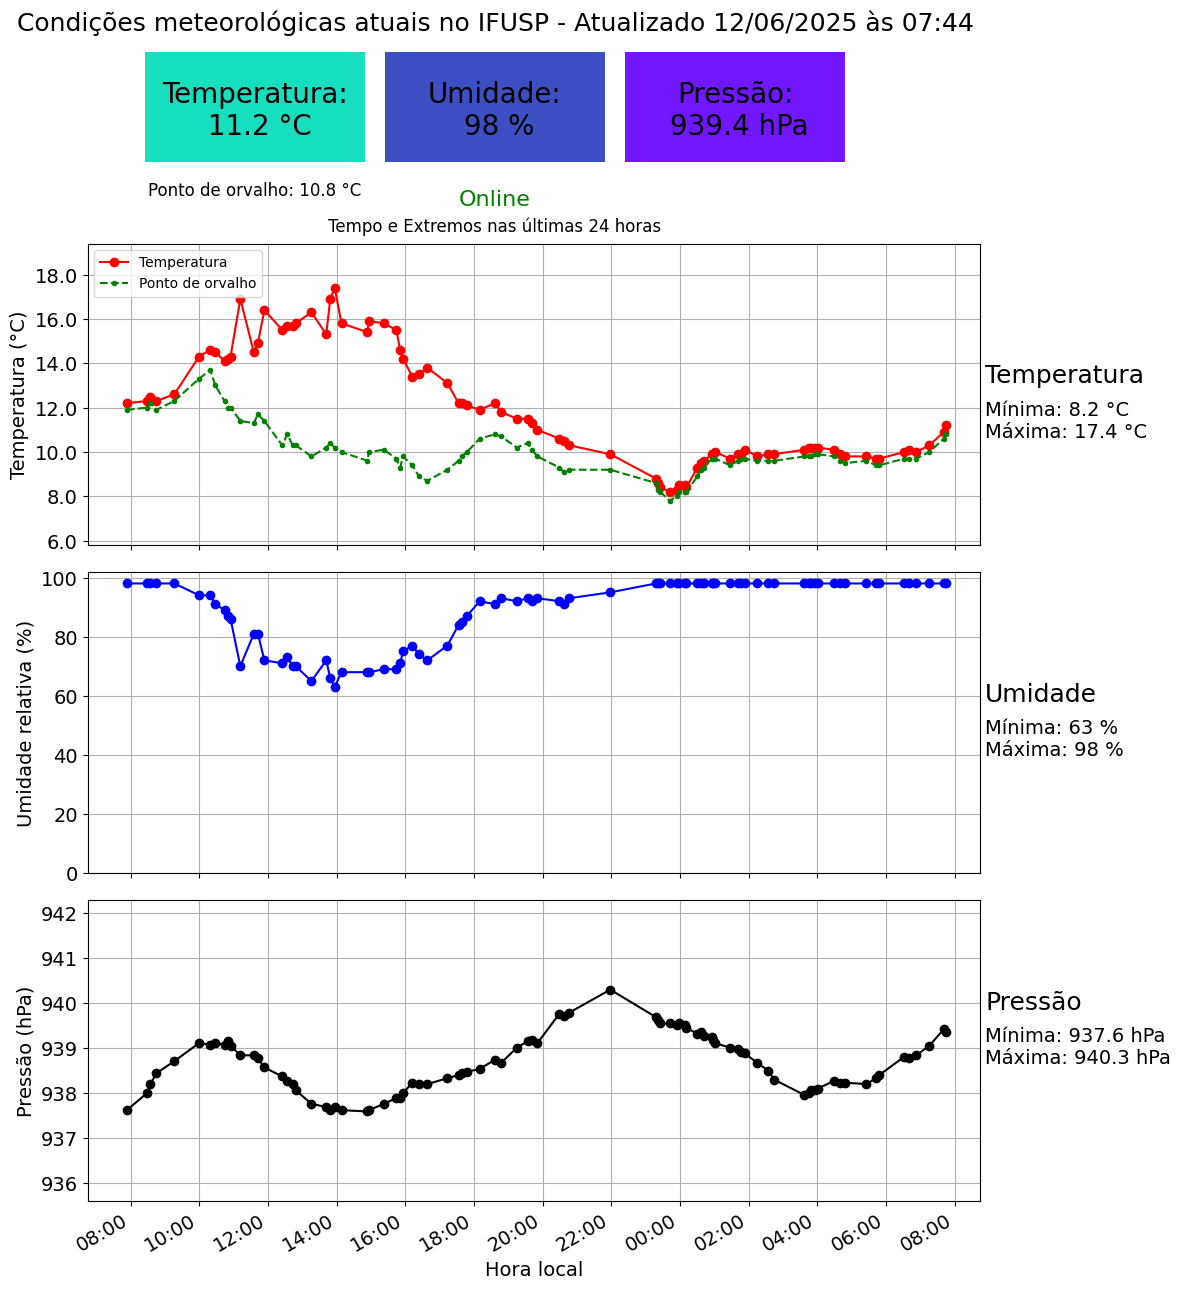 Condições meteorológicas atuais no IFUSP - Atualizado 12/06/2025 às 07:44
Temperatura:
11.2 °C
Umidade:
98 %
Pressão:
939.4 hPa
Ponto de orvalho: 10.8 °C
Online
Tempo e Extremos nas últimas 24 horas
Temperatura
Ponto de orvalho
Temperatura (°C)
18.0
16.0
14.0
12.0
10.0
8.0
6.0
Temperatura
Mínima: 8.2 °C
Máxima: 17.4 °C
Umidade relativa (%)
100
80
60
40
20
0
Umidade
Mínima: 63 %
Máxima: 98 %
Pressão (hPa)
942
941
940
939
938
937
936
Pressão
Mínima: 937.6 hPa
Máxima: 940.3 hPa
08:00 10:00 12:00 14:00 16:00 18:00 20:00 22:00 00:00 02:00 04:00 06:00 08:00
Hora local